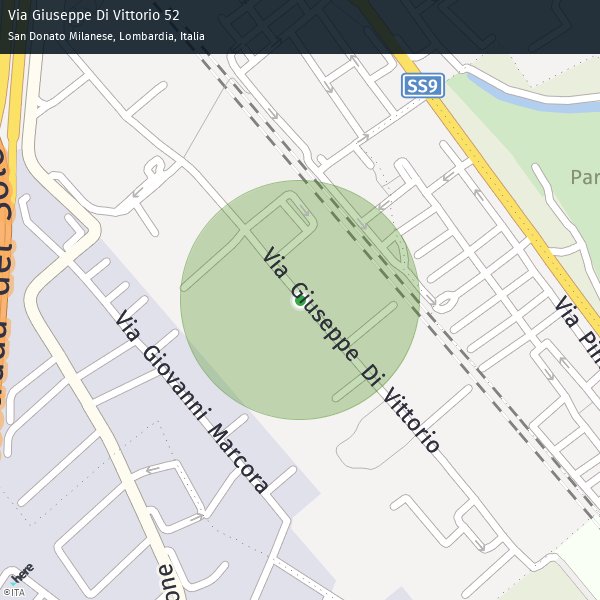 Via Giuseppe Di Vittorio 52
San Donato Milanese, Lombardia, Italia
SS9
del Sole
Par
Via Giuseppe Di Vittorio
Via Giovanni Marcora
Via Pim
one
here
©ITA